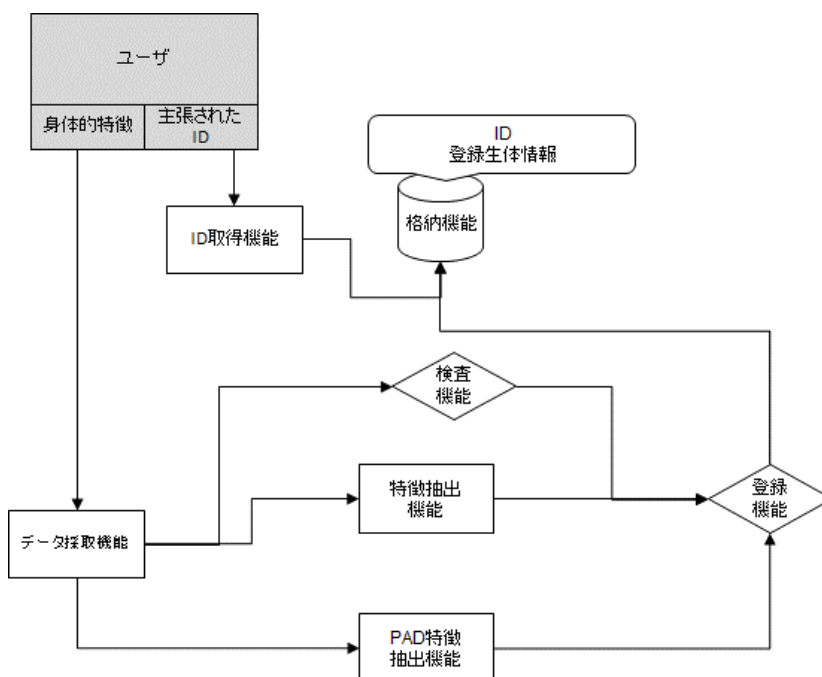 ユーザ
身体的特徴
主張された
ID
ID
登録生体情報
ID取得機能
格納機能
検査
機能
特徴抽出
機能
登録
機能
データ採取機能
PAD特徴
抽出機能